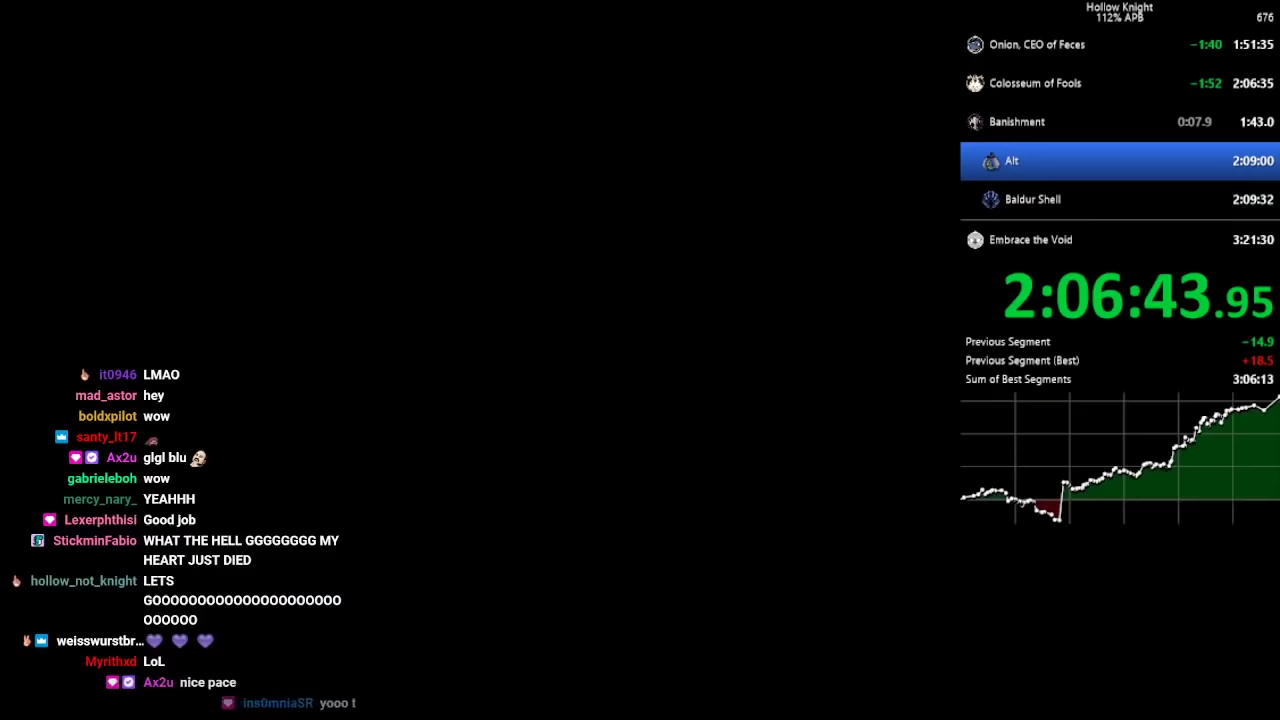 Hollow Knight
112% APB 676
Onion, CEO of Feces −1:40 1:51:35
Colosseum of Fools −1:52 2:06:35
Banishment 0:07.9 1:43.0
Alt 2:09:00
Baldur Shell 2:09:32
Embrace the Void 3:21:30
2:06:43.95
Previous Segment −14.9
Previous Segment (Best) +18.5
Sum of Best Segments 3:06:13
it0946 LMAO
mad_astor hey
boldxpilot wow
santy_lt17
Ax2u glgl blu
gabrieleboh wow
mercy_nary_ YEAHHH
Lexerphthisi Good job
StickminFabio WHAT THE HELL GGGGGGGG MY
HEART JUST DIED
hollow_not_knight LETS
GOOOOOOOOOOOOOOOOOOOOO
OOOOOO
weisswurstbr…
Myrithxd LoL
Ax2u nice pace
ins0mniaSR yooo !